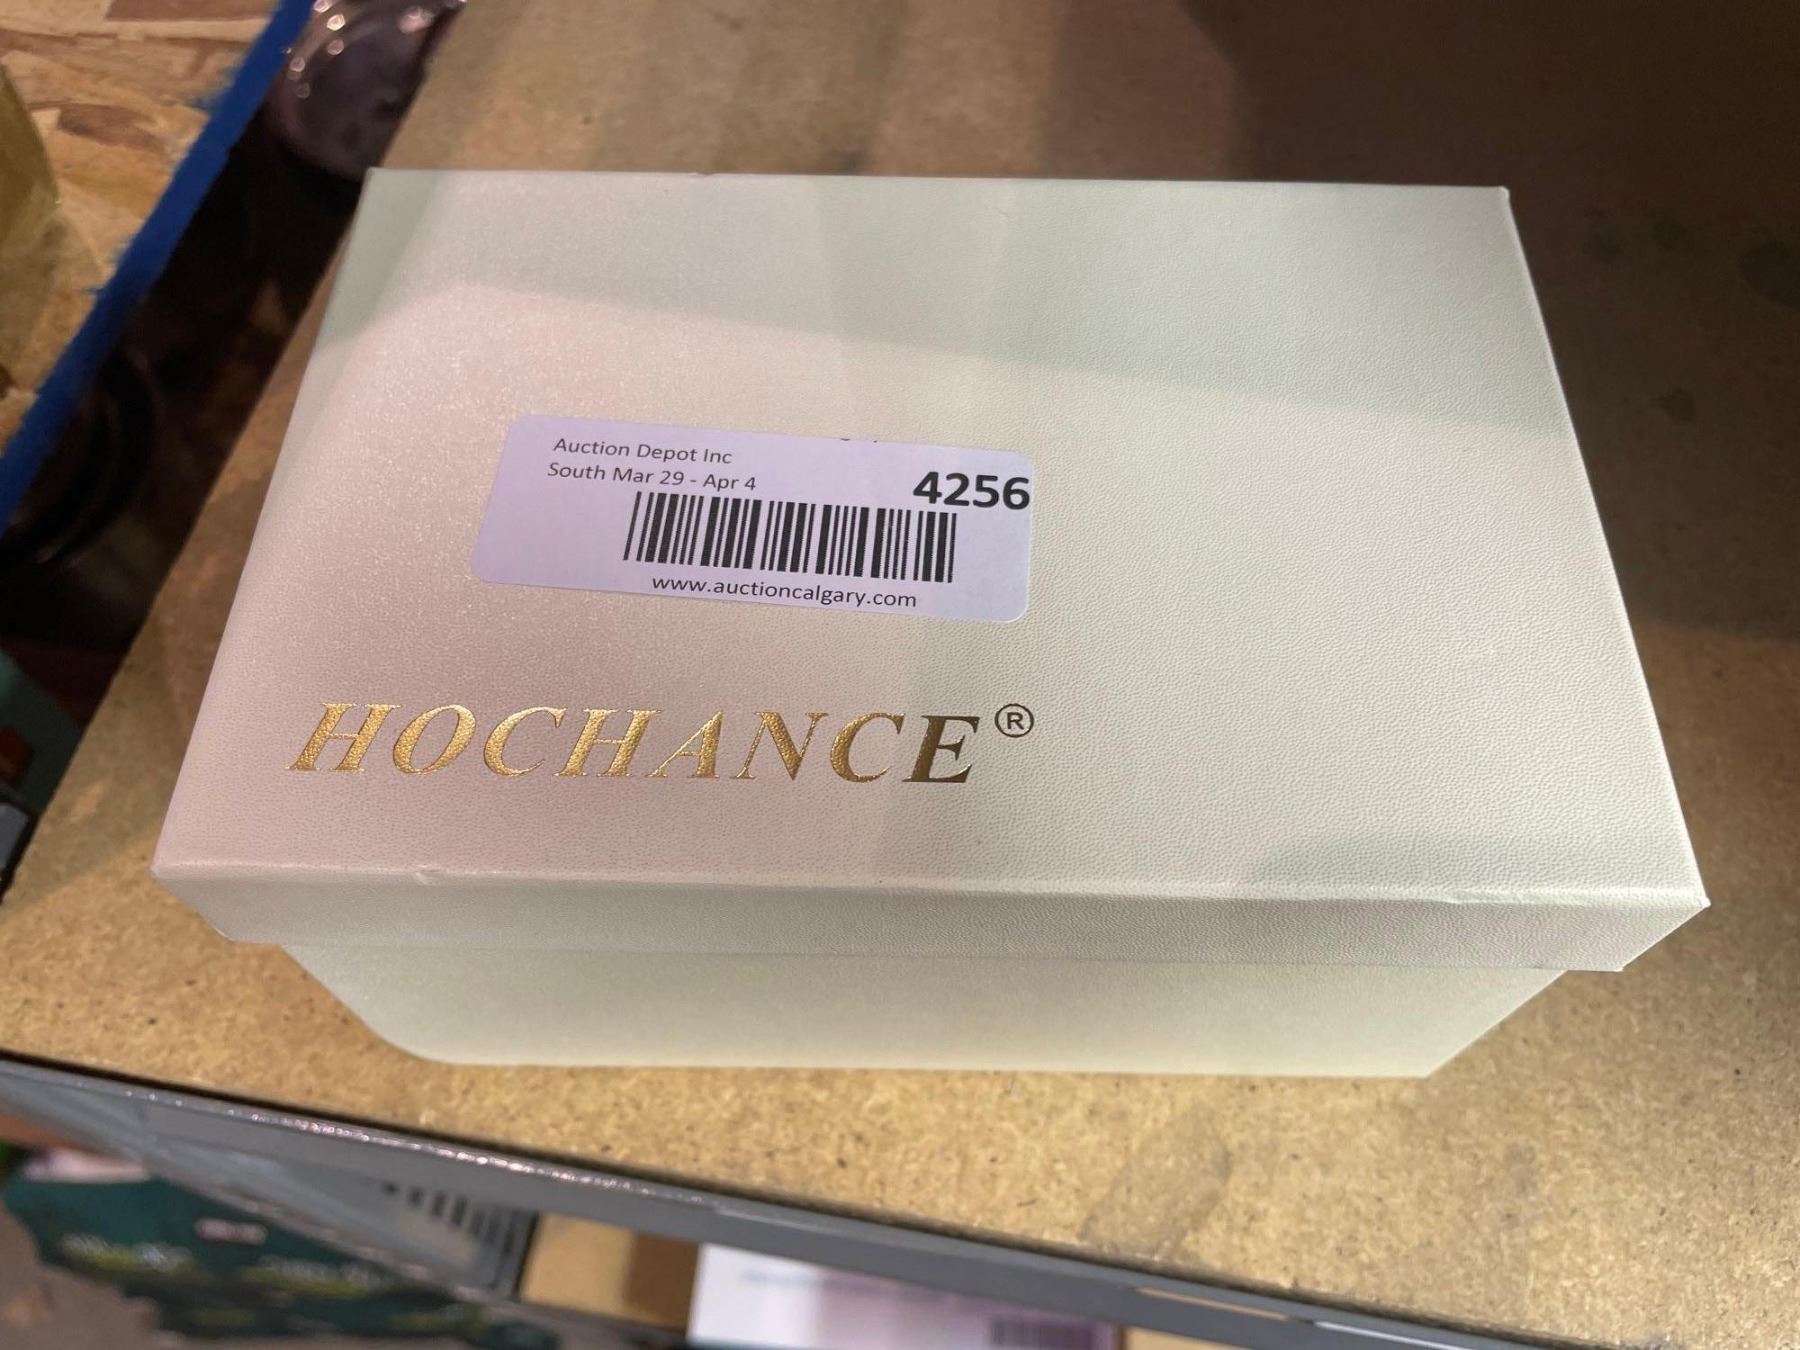 Auction Depot Inc
South Mar 29 - Apr 4
4256
www.auctioncalgary.com
HOCHANCE®